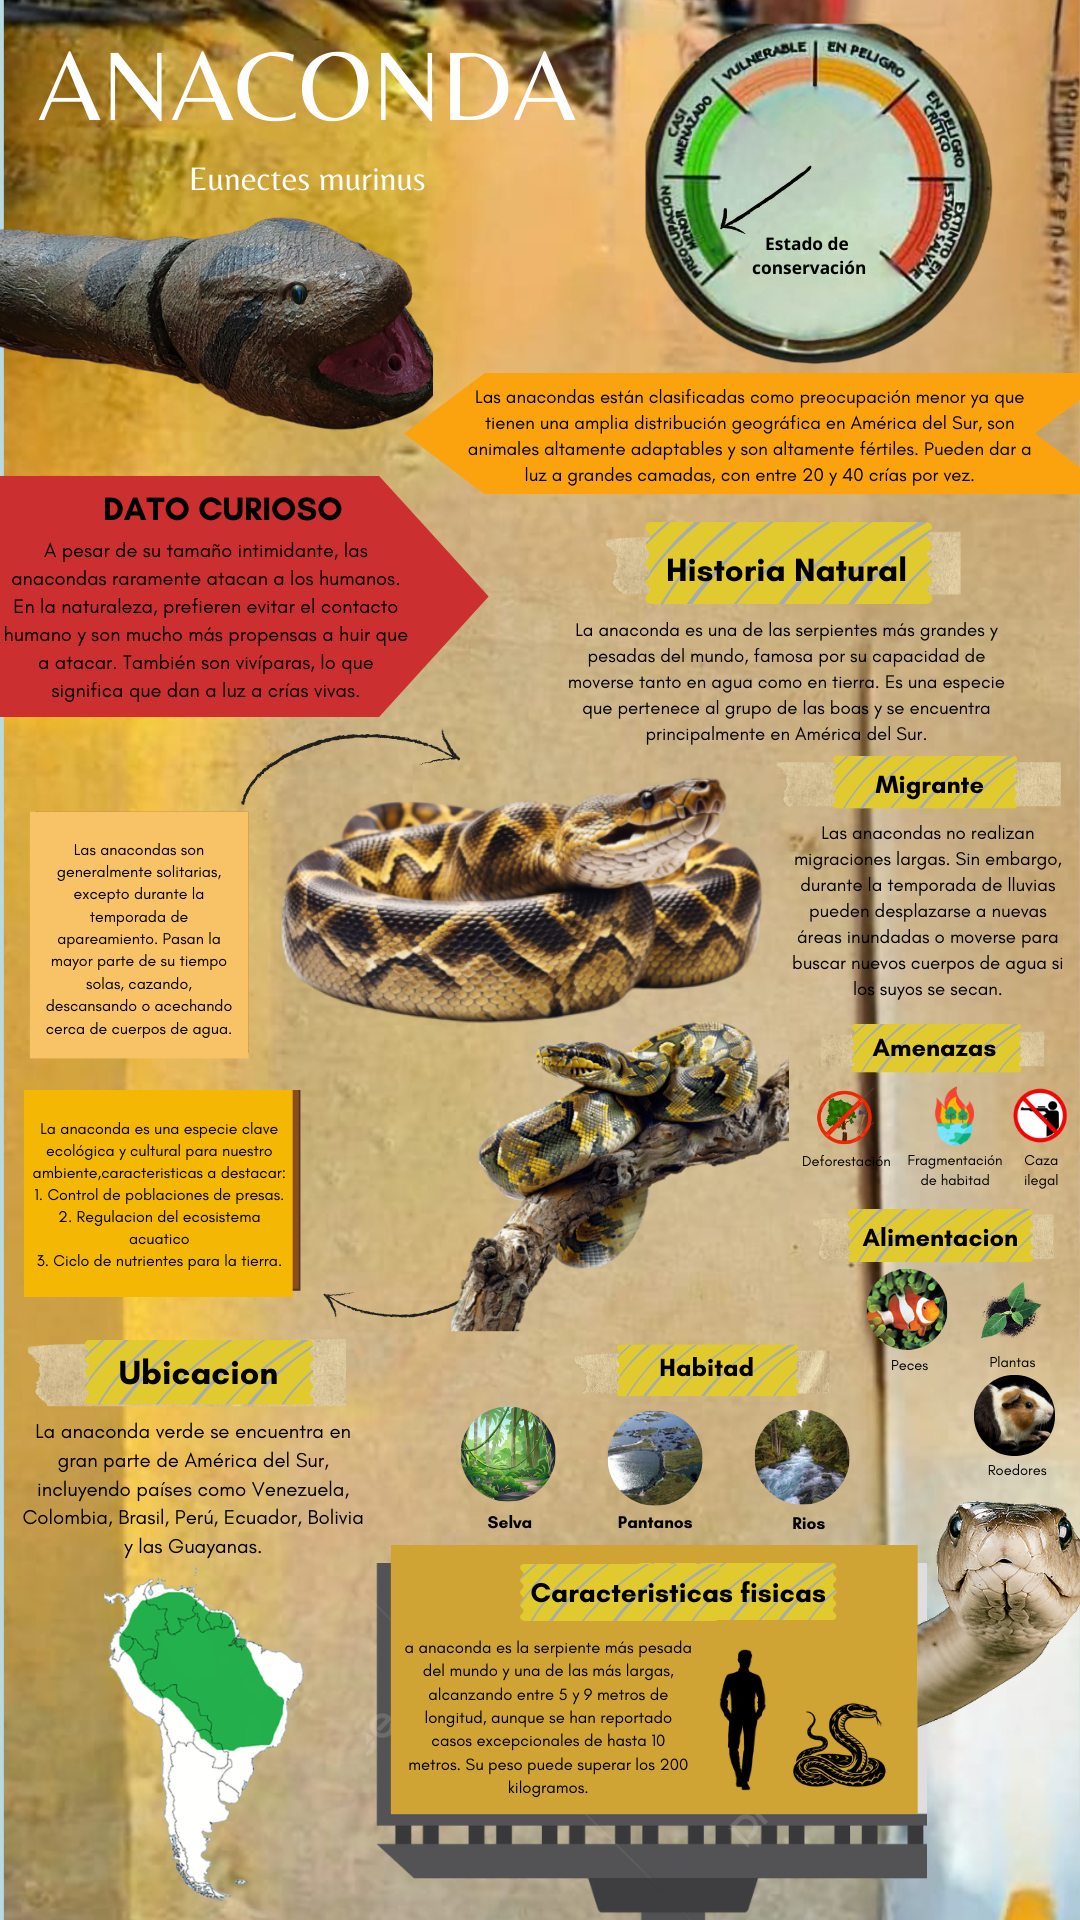 ANACONDA
Eunectes murinus
PREOCUPACION
MENOR
CASI
AMENAZADO
VULNERABLE
EN PELIGRO
EN PELIGRO
CRITICO
EXTINTO EN
ESTADO SALVAJE
Estado de
conservación
Las anacondas están clasificadas como preocupación menor ya que
tienen una amplia distribución geográfica en América del Sur, son
animales altamente adaptables y son altamente fértiles. Pueden dar a
luz a grandes camadas, con entre 20 y 40 crías por vez.
DATO CURIOSO
A pesar de su tamaño intimidante, las
anacondas raramente atacan a los humanos.
En la naturaleza, prefieren evitar el contacto
humano y son mucho más propensas a huir que
a atacar. También son vivíparas, lo que
significa que dan a luz a crías vivas.
Historia Natural
La anaconda es una de las serpientes más grandes y
pesadas del mundo, famosa por su capacidad de
moverse tanto en agua como en tierra. Es una especie
que pertenece al grupo de las boas y se encuentra
principalmente en América del Sur.
Migrante
Las anacondas no realizan
migraciones largas. Sin embargo,
durante la temporada de lluvias
pueden desplazarse a nuevas
áreas inundadas o moverse para
buscar nuevos cuerpos de agua si
los suyos se secan.
Las anacondas son
generalmente solitarias,
excepto durante la
temporada de
apareamiento. Pasan la
mayor parte de su tiempo
solas, cazando,
descansando o acechando
cerca de cuerpos de agua.
Amenazas
Deforestación
Fragmentación
de habitad
Caza
ilegal
La anaconda es una especie clave
ecológica y cultural para nuestro
ambiente,caracteristicas a destacar:
1. Control de poblaciones de presas.
2. Regulacion del ecosistema
acuatico
3. Ciclo de nutrientes para la tierra.
Alimentacion
Peces
Plantas
Roedores
Ubicacion
La anaconda verde se encuentra en
gran parte de América del Sur,
incluyendo países como Venezuela,
Colombia, Brasil, Perú, Ecuador, Bolivia
y las Guayanas.
Habitad
Selva
Pantanos
Rios
Caracteristicas fisicas
a anaconda es la serpiente más pesada
del mundo y una de las más largas,
alcanzando entre 5 y 9 metros de
longitud, aunque se han reportado
casos excepcionales de hasta 10
metros. Su peso puede superar los 200
kilogramos.